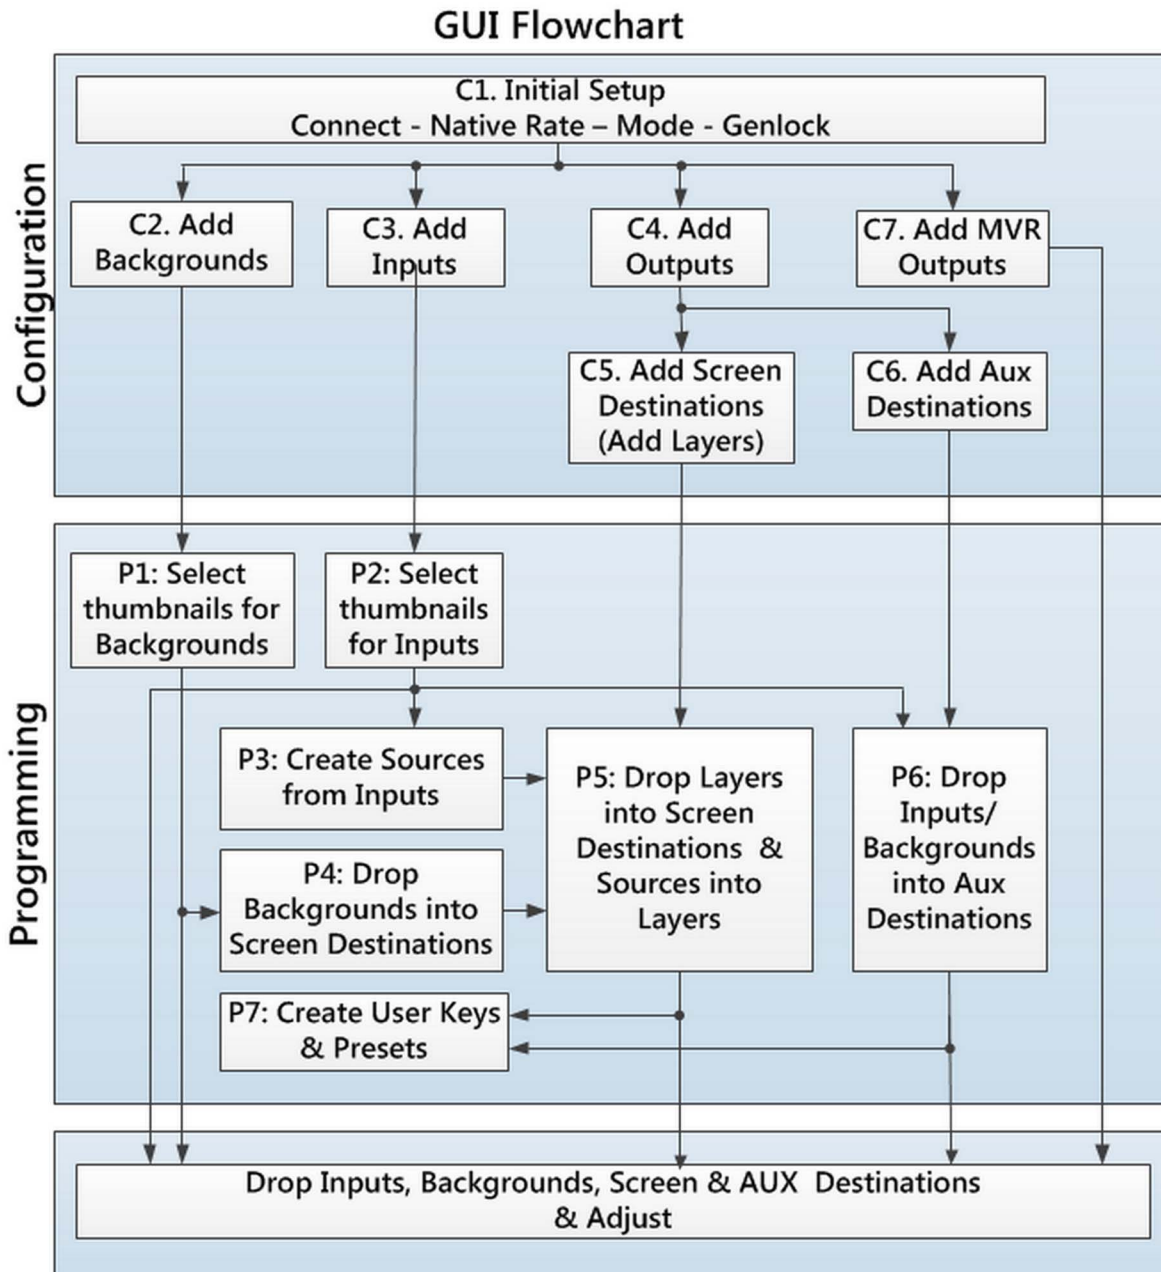 GUI Flowchart
Configuration
C1. Initial Setup
Connect - Native Rate – Mode - Genlock
C2. Add
Backgrounds
C3. Add
Inputs
C4. Add
Outputs
C7. Add MVR
Outputs
C5. Add Screen
Destinations
(Add Layers)
C6. Add Aux
Destinations
Programming
P1: Select
thumbnails for
Backgrounds
P2: Select
thumbnails
for Inputs
P3: Create Sources
from Inputs
P4: Drop
Backgrounds into
Screen Destinations
P5: Drop Layers
into Screen
Destinations &
Sources into
Layers
P6: Drop
Inputs/
Backgrounds
into Aux
Destinations
P7: Create User Keys
& Presets
Drop Inputs, Backgrounds, Screen & AUX Destinations
& Adjust